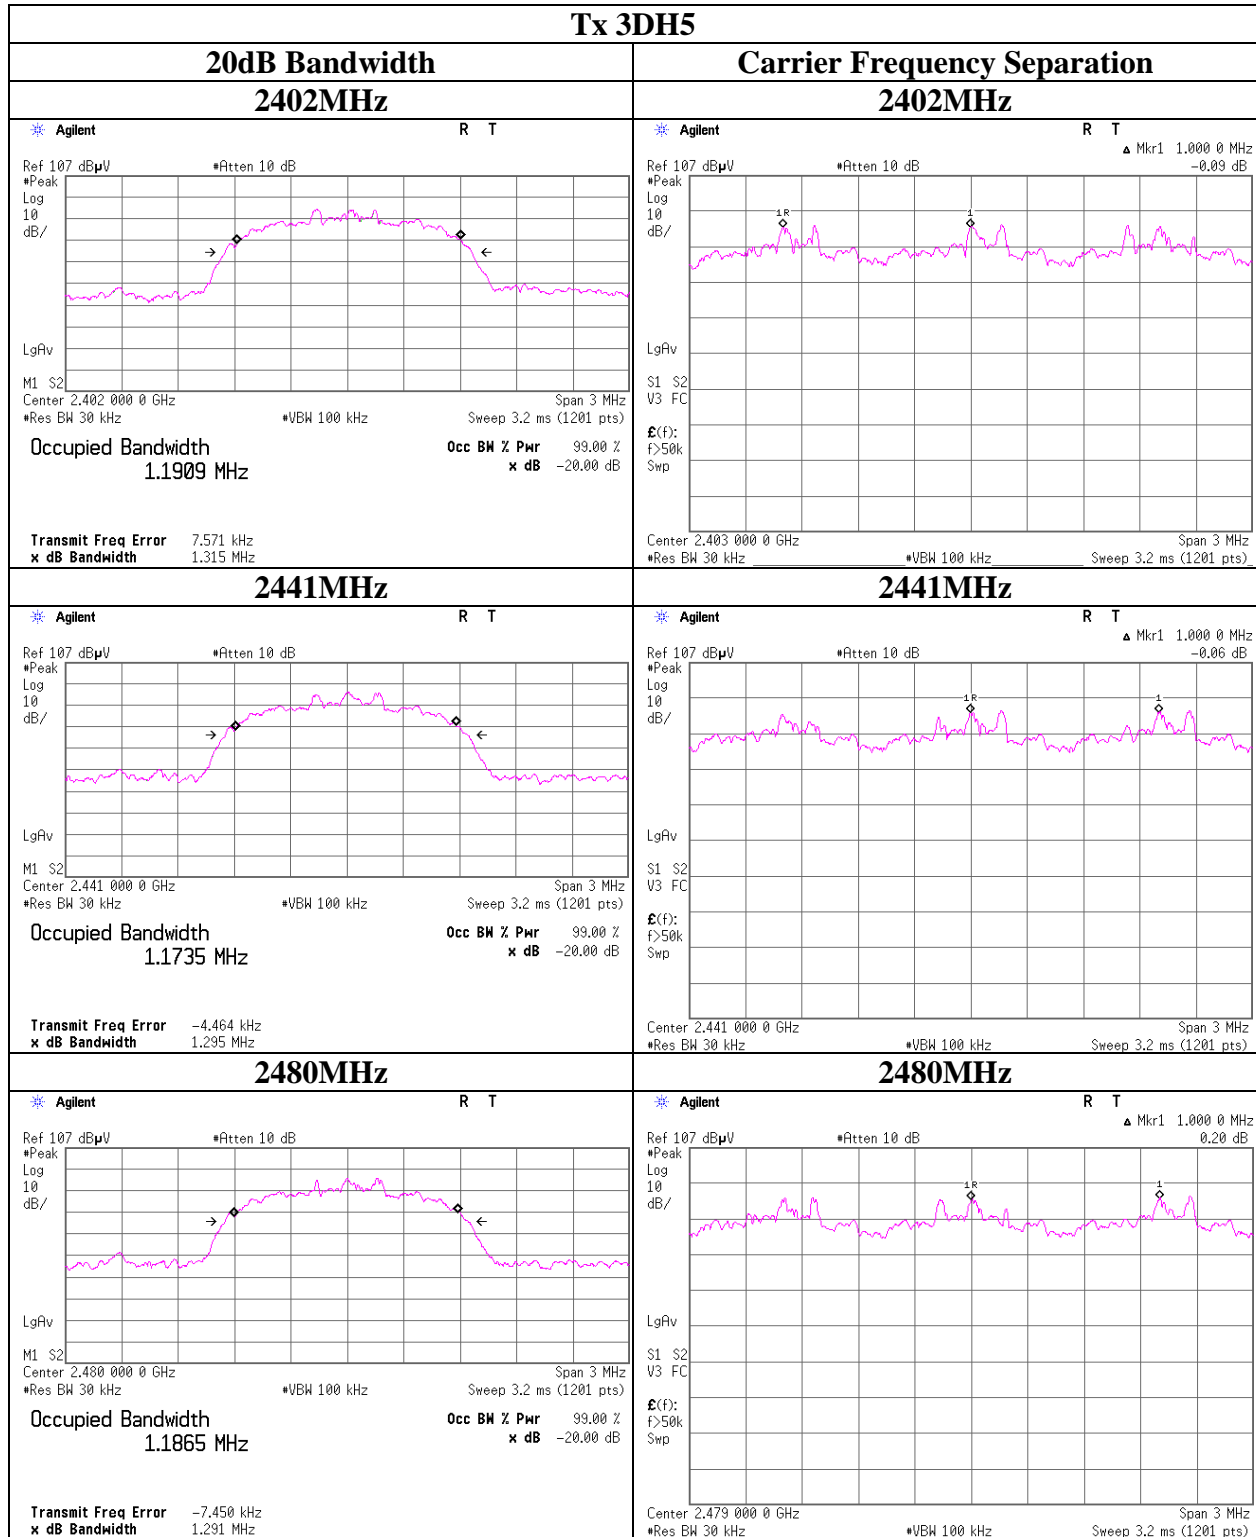 Tx 3DH5
20dB Bandwidth
Carrier Frequency Separation
2402MHz
2402MHz
Agilent
R T
Ref 107 dBµV
#Atten 10 dB
#Peak
Log
10
dB/
LgAv
M1 S2
Center 2.402 000 0 GHz
Span 3 MHz
#Res BW 30 kHz
#VBW 100 kHz
Sweep 3.2 ms (1201 pts)
Occupied Bandwidth
1.1909 MHz
Occ BW % Pwr 99.00 %
x dB -20.00 dB
Transmit Freq Error 7.571 kHz
x dB Bandwidth 1.315 MHz
Agilent
R T
Δ Mkr1 1.000 0 MHz
Ref 107 dBµV
#Atten 10 dB
-0.09 dB
#Peak
Log
10
dB/
1R
1
LgAv
S1 S2
V3 FC
£(f):
f>50k
Swp
Center 2.403 000 0 GHz
Span 3 MHz
#Res BW 30 kHz
#VBW 100 kHz
Sweep 3.2 ms (1201 pts)
2441MHz
2441MHz
Agilent
R T
Ref 107 dBµV
#Atten 10 dB
#Peak
Log
10
dB/
LgAv
M1 S2
Center 2.441 000 0 GHz
Span 3 MHz
#Res BW 30 kHz
#VBW 100 kHz
Sweep 3.2 ms (1201 pts)
Occupied Bandwidth
1.1735 MHz
Occ BW % Pwr 99.00 %
x dB -20.00 dB
Transmit Freq Error -4.464 kHz
x dB Bandwidth 1.295 MHz
Agilent
R T
Δ Mkr1 1.000 0 MHz
Ref 107 dBµV
#Atten 10 dB
-0.06 dB
#Peak
Log
10
dB/
1R
1
LgAv
S1 S2
V3 FC
£(f):
f>50k
Swp
Center 2.441 000 0 GHz
Span 3 MHz
#Res BW 30 kHz
#VBW 100 kHz
Sweep 3.2 ms (1201 pts)
2480MHz
2480MHz
Agilent
R T
Ref 107 dBµV
#Atten 10 dB
#Peak
Log
10
dB/
LgAv
M1 S2
Center 2.480 000 0 GHz
Span 3 MHz
#Res BW 30 kHz
#VBW 100 kHz
Sweep 3.2 ms (1201 pts)
Occupied Bandwidth
1.1865 MHz
Occ BW % Pwr 99.00 %
x dB -20.00 dB
Transmit Freq Error -7.450 kHz
x dB Bandwidth 1.291 MHz
Agilent
R T
Δ Mkr1 1.000 0 MHz
Ref 107 dBµV
#Atten 10 dB
0.20 dB
#Peak
Log
10
dB/
1R
1
LgAv
S1 S2
V3 FC
£(f):
f>50k
Swp
Center 2.479 000 0 GHz
Span 3 MHz
#Res BW 30 kHz
#VBW 100 kHz
Sweep 3.2 ms (1201 pts)